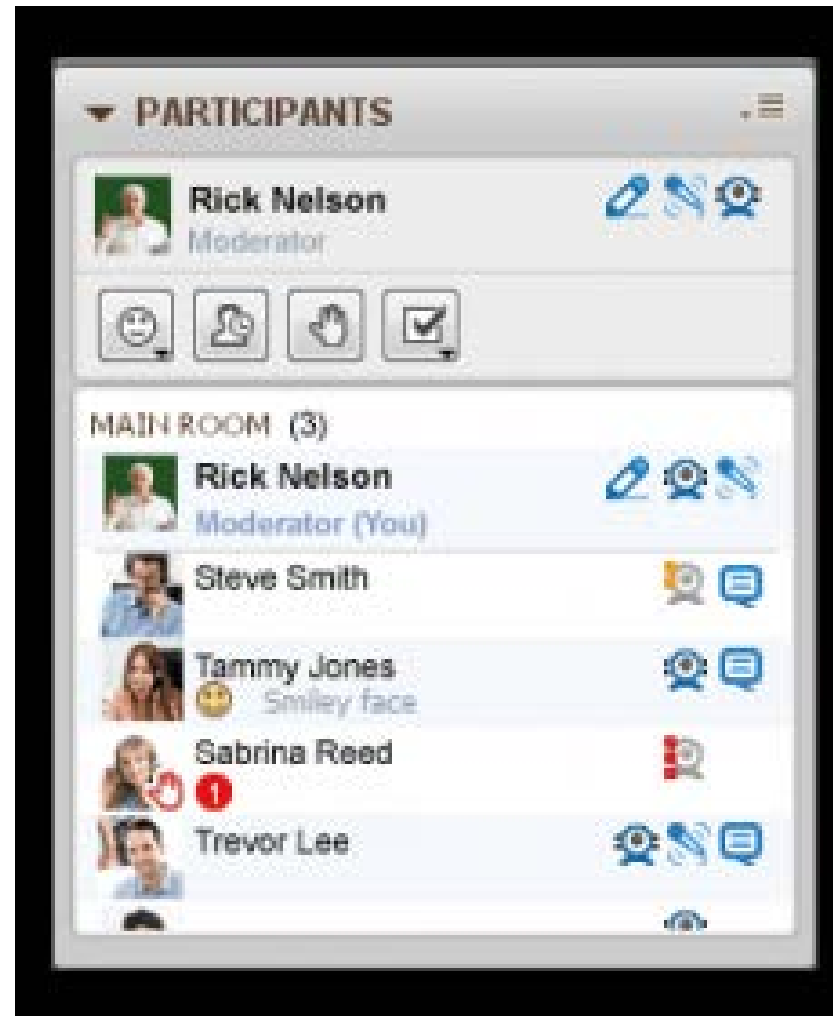 PARTICIPANTS
Rick Nelson
Moderator
MAIN ROOM (3)
Rick Nelson
Moderator (You)
Steve Smith
Tammy Jones
Smiley face
Sabrina Reed
1
Trevor Lee